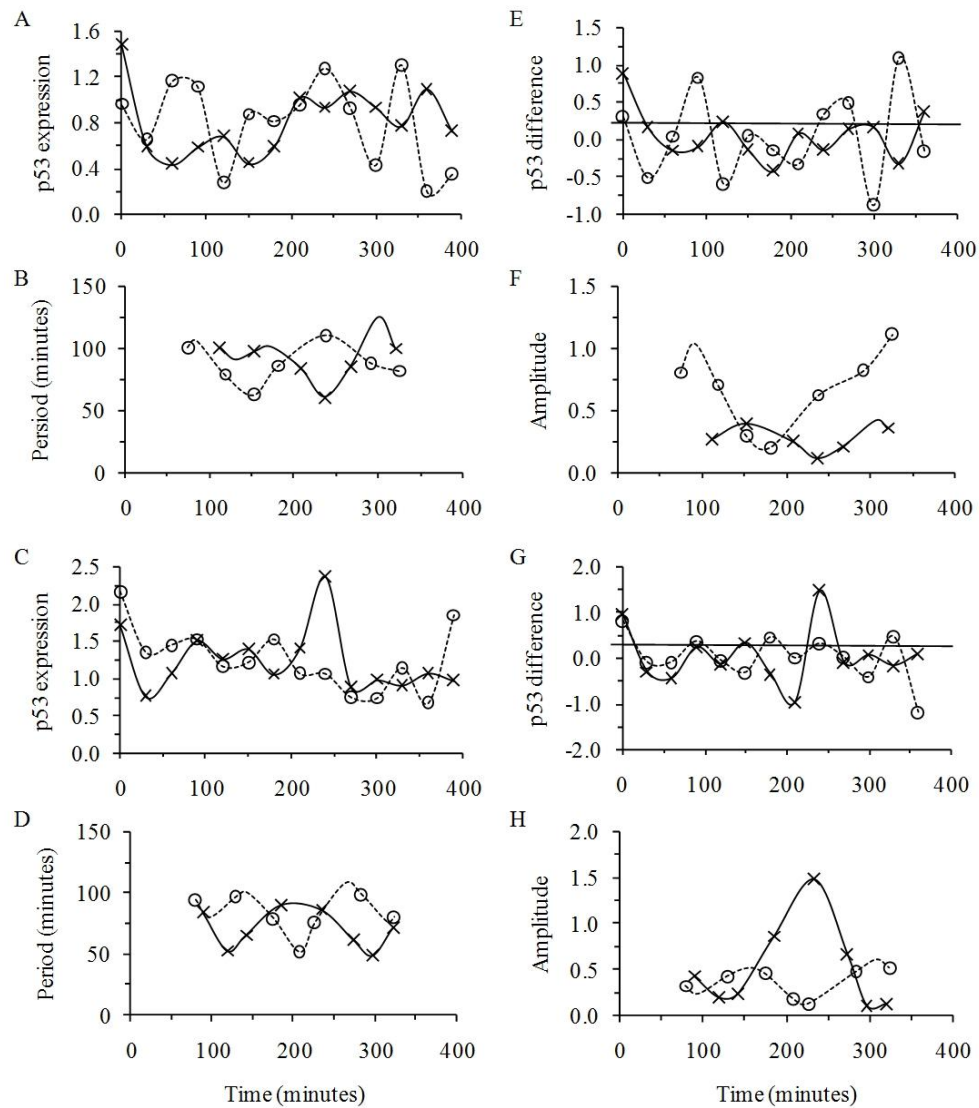 A
p53 expression
1.6
1.2
0.8
0.4
0.0
0 100 200 300 400
B
Persiod (minutes)
150
100
50
0
0 100 200 300 400
C
p53 expression
2.5
2.0
1.5
1.0
0.5
0.0
0 100 200 300 400
D
Period (minutes)
150
100
50
0
0 100 200 300 400
Time (minutes)
E
p53 difference
1.5
1.0
0.5
0.0
-0.5
-1.0
0 100 200 300 400
F
Amplitude
1.5
1.0
0.5
0.0
0 100 200 300 400
G
p53 difference
2.0
1.0
0.0
-1.0
-2.0
0 100 200 300 400
H
Amplitude
2.0
1.5
1.0
0.5
0.0
0 100 200 300 400
Time (minutes)